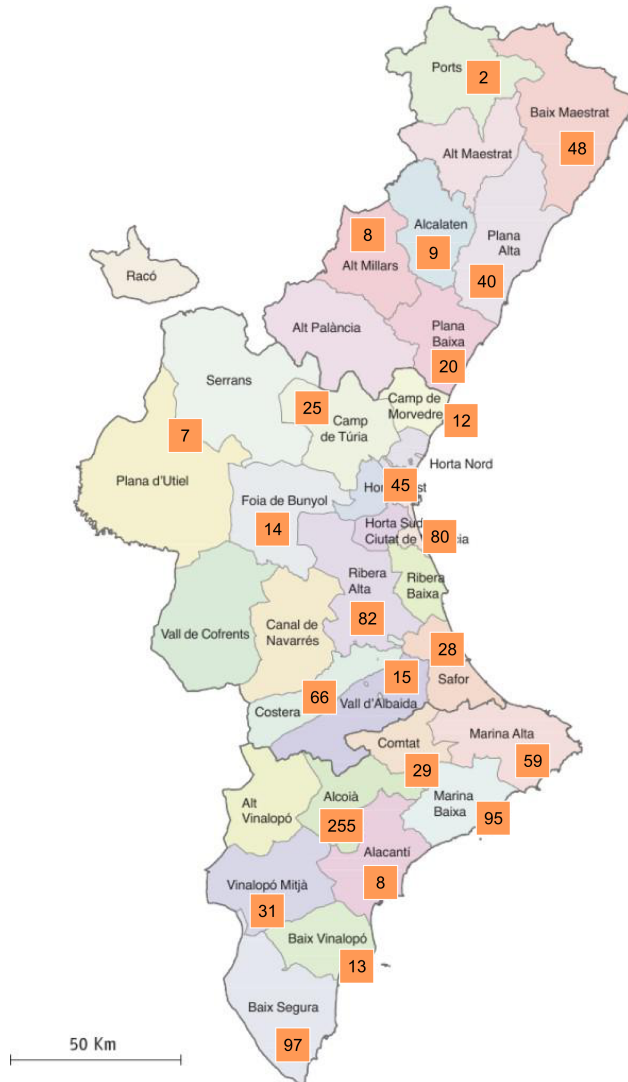 Ports
2
Baix Maestrat
48
Alt Maestrat
8
Alcalaten
9
Plana
Alta
40
Alt Millars
Racó
Alt Palància
Plana
Baixa
20
Serrans
25
Camp de
Morvedre
12
Camp
de Túria
7
Horta Nord
Plana d'Utiel
45
Foia de Bunyol
14
Horta Sud
Ciutat de
80
Ribera
Alta
Ribera
Baixa
82
Vall de Cofrents
Canal de
Navarrés
28
15
Safor
66
Vall d'Albaida
Costera
Marina Alta
59
Comtat
29
Alt
Vinalopó
Alcoià
255
Marina
Baixa
95
Alacantí
8
Vinalopó Mitjà
31
Baix Vinalopó
13
Baix Segura
97
50 Km